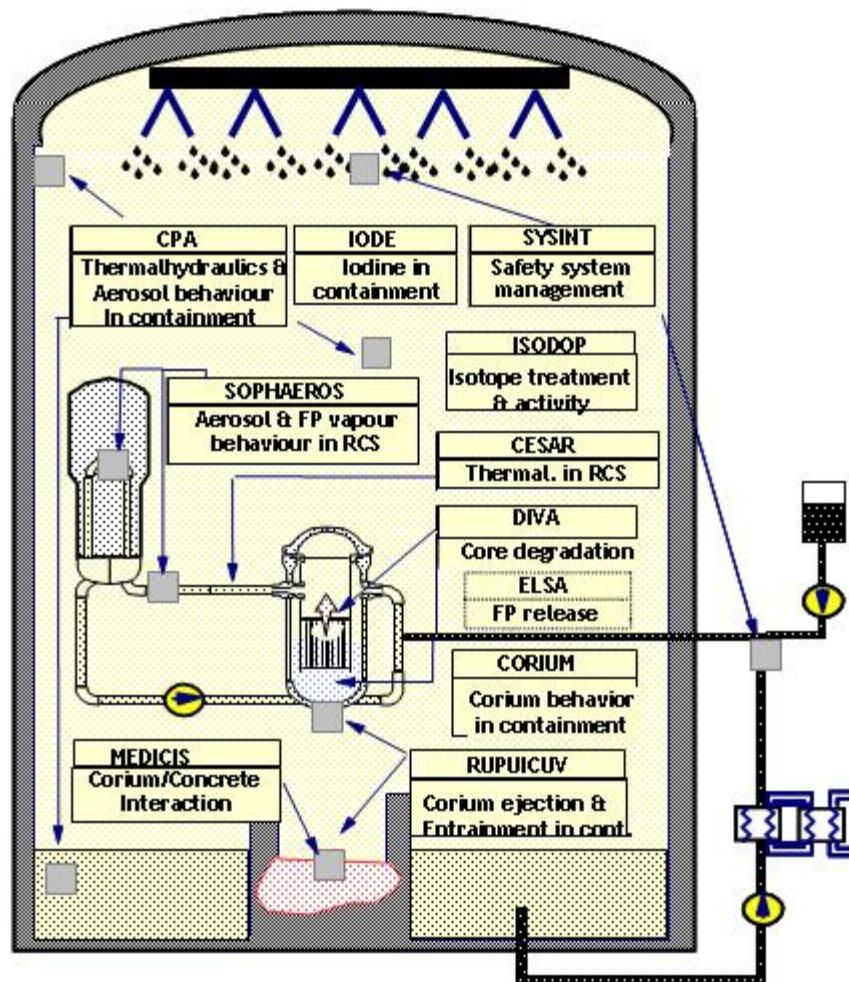 CPA
Thermalhydraulics &
Aerosol behaviour
In containment
IODE
Iodine in
containment
SYSINT
Safety system
management
ISODOP
Isotope treatment
& activity
SOPHAEROS
Aerosol & FP vapour
behaviour in RCS
CESAR
Thermal. in RCS
DIVA
Core degradation
ELSA
FP release
CORIUM
Corium behavior
in containment
MEDICIS
Corium/Concrete
Interaction
RUPUICUV
Corium ejection &
Entrainment in cont.